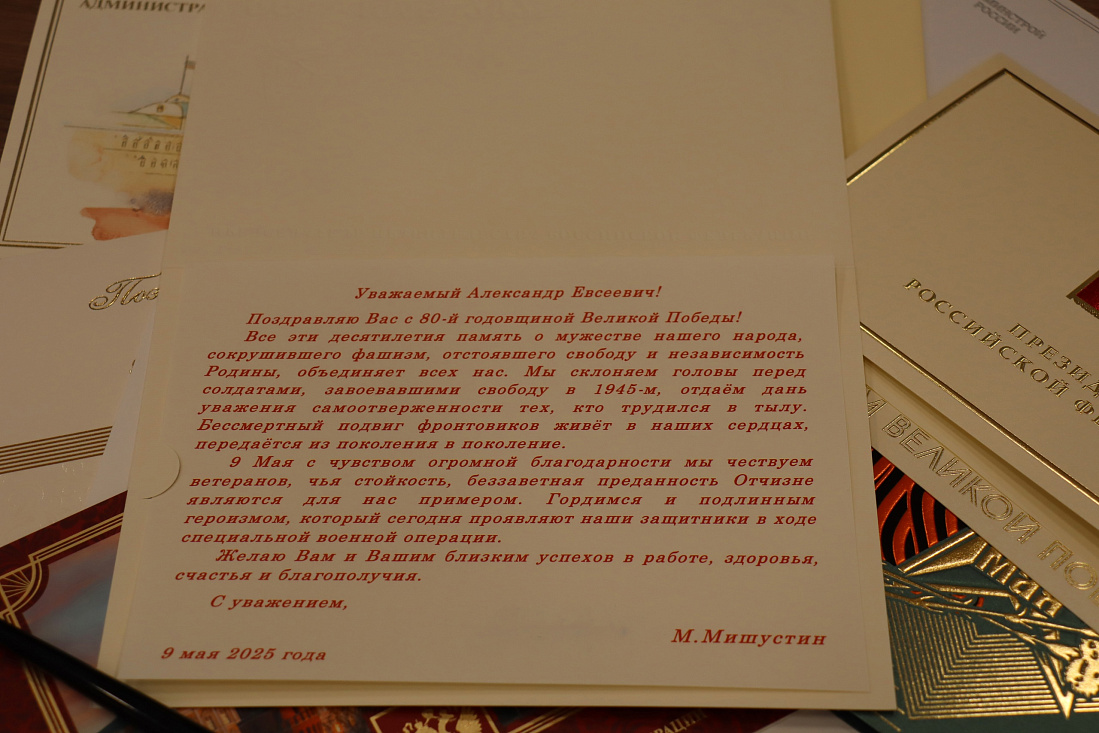 МИНСТРОЙ
РОССИИ
Уважаемый Александр Евсеевич!
Поздравляю Вас с 80-й годовщиной Великой Победы!
Все эти десятилетия память о мужестве нашего народа,
сокрушившего фашизм, отстоявшего свободу и независимость
Родины, объединяет всех нас. Мы склоняем головы перед
солдатами, завоевавшими свободу в 1945-м, отдаём дань
уважения самоотверженности тех, кто трудился в тылу.
Бессмертный подвиг фронтовиков живёт в наших сердцах,
передаётся из поколения в поколение.
9 Мая с чувством огромной благодарности мы чествуем
ветеранов, чья стойкость, беззаветная преданность Отчизне
являются для нас примером. Гордимся и подлинным
героизмом, который сегодня проявляют наши защитники в ходе
специальной военной операции.
Желаю Вам и Вашим близким успехов в работе, здоровья,
счастья и благополучия.
С уважением,
М.Мишустин
9 мая 2025 года
ПРЕЗИД
РОССИЙСКОЙ Ф
И ВЕЛИКОЙ ПО
мая